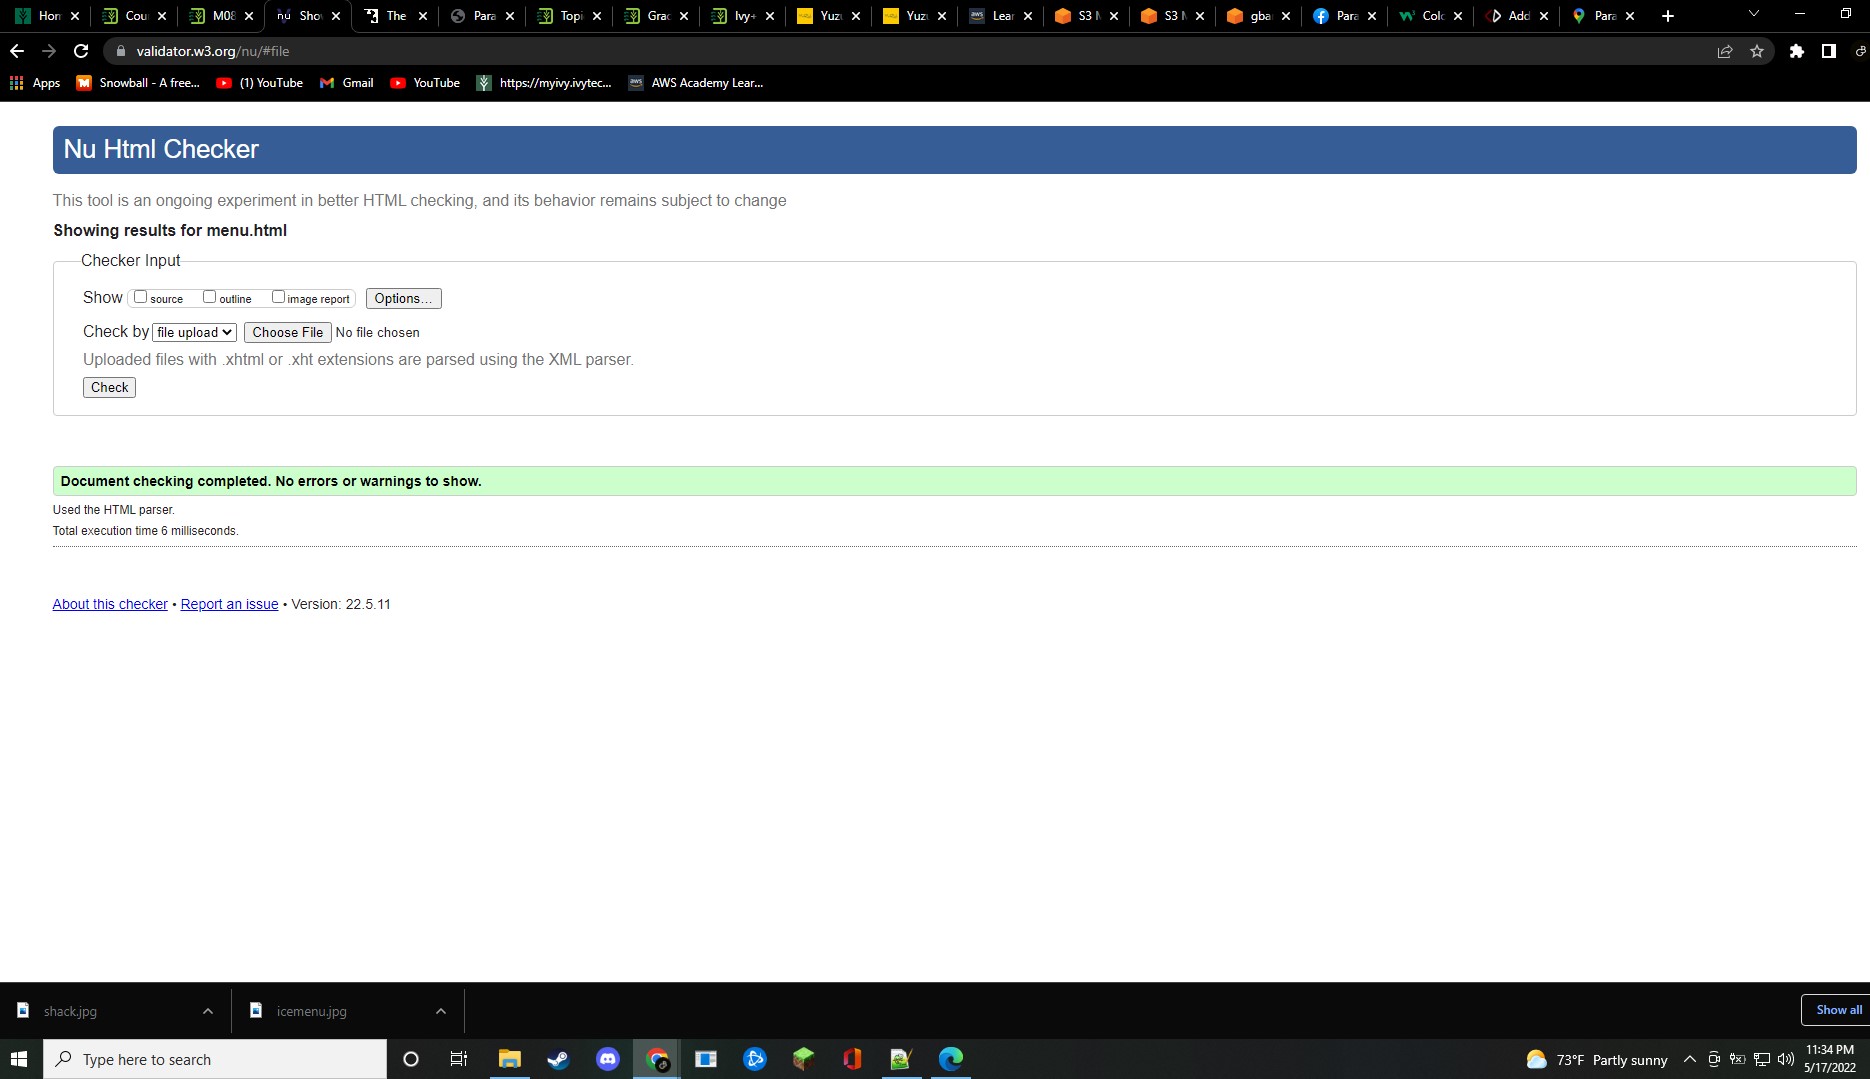 Hon
Cou
M08
Sho
The
Para
Topi
Grac
Ivy+
Yuzu
Yuzu
Lear
S3 M
S3 M
gba
Para
Colo
Add
Para
validator.w3.org/nu/#file
Apps
Snowball - A free...
(1) YouTube
Gmail
YouTube
https://myivy.ivytec...
AWS Academy Lear...
Nu Html Checker
This tool is an ongoing experiment in better HTML checking, and its behavior remains subject to change
Showing results for menu.html
Checker Input
Show source outline image report Options...
Check by file upload Choose File No file chosen
Uploaded files with .xhtml or .xht extensions are parsed using the XML parser.
Check
Document checking completed. No errors or warnings to show.
Used the HTML parser.
Total execution time 6 milliseconds.
About this checker • Report an issue • Version: 22.5.11
shack.jpg
icemenu.jpg
Show all
Type here to search
73°F Partly sunny
11:34 PM
5/17/2022